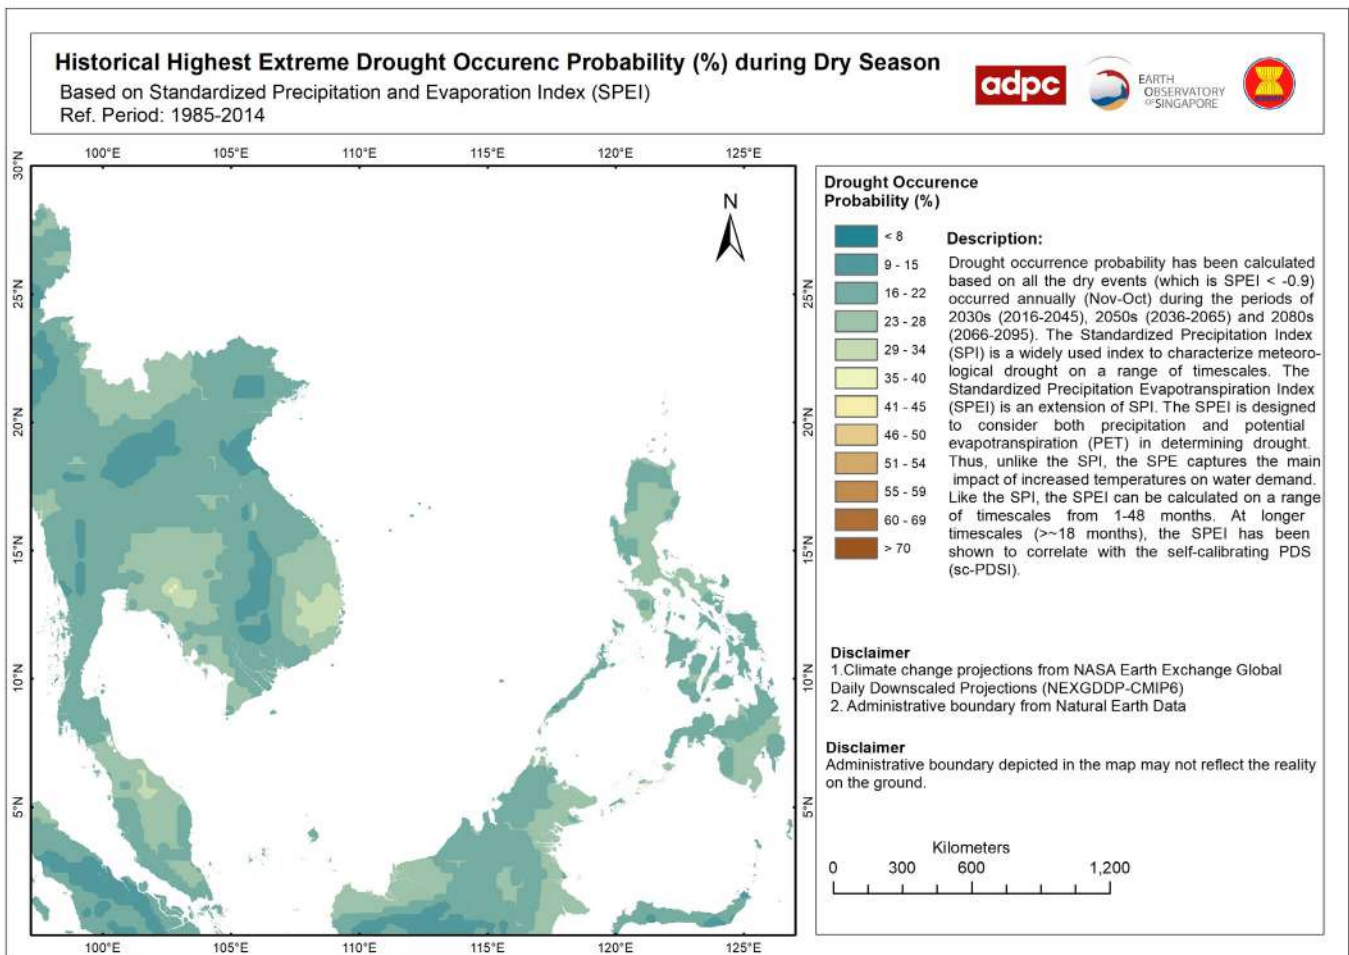 Historical Highest Extreme Drought Occurenc Probability (%) during Dry Season
Based on Standardized Precipitation and Evaporation Index (SPEI)
Ref. Period: 1985-2014
adpc
EARTH
OBSERVATORY
OF SINGAPORE
100°E 105°E 110°E 115°E 120°E 125°E
30°N
25°N
20°N
15°N
10°N
5°N
N
25°N
20°N
15°N
10°N
5°N
100°E 105°E 110°E 115°E 120°E 125°E
Drought Occurence
Probability (%)
< 8
9 - 15
16 - 22
23 - 28
29 - 34
35 - 40
41 - 45
46 - 50
51 - 54
55 - 59
60 - 69
> 70
Description:
Drought occurrence probability has been calculated
based on all the dry events (which is SPEI < -0.9)
occurred annually (Nov-Oct) during the periods of
2030s (2016-2045), 2050s (2036-2065) and 2080s
(2066-2095). The Standardized Precipitation Index
(SPI) is a widely used index to characterize meteoro-
logical drought on a range of timescales. The
Standardized Precipitation Evapotranspiration Index
(SPEI) is an extension of SPI. The SPEI is designed
to consider both precipitation and potential
evapotranspiration (PET) in determining drought.
Thus, unlike the SPI, the SPE captures the main
impact of increased temperatures on water demand.
Like the SPI, the SPEI can be calculated on a range
of timescales from 1-48 months. At longer
timescales (>~18 months), the SPEI has been
shown to correlate with the self-calibrating PDS
(sc-PDSI).
Disclaimer
1.Climate change projections from NASA Earth Exchange Global
Daily Downscaled Projections (NEXGDDP-CMIP6)
2. Administrative boundary from Natural Earth Data
Disclaimer
Administrative boundary depicted in the map may not reflect the reality
on the ground.
Kilometers
0 300 600 1,200